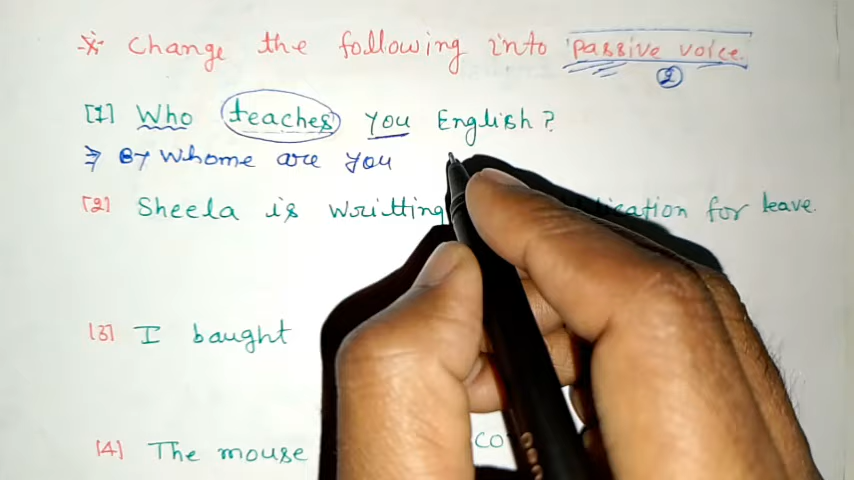 * Change the following into passive voice.
2
[1] Who teaches you English?
⇒ By Whome are you
[2] Sheela is writting for leave.
[3] I baught
[4] The mouse